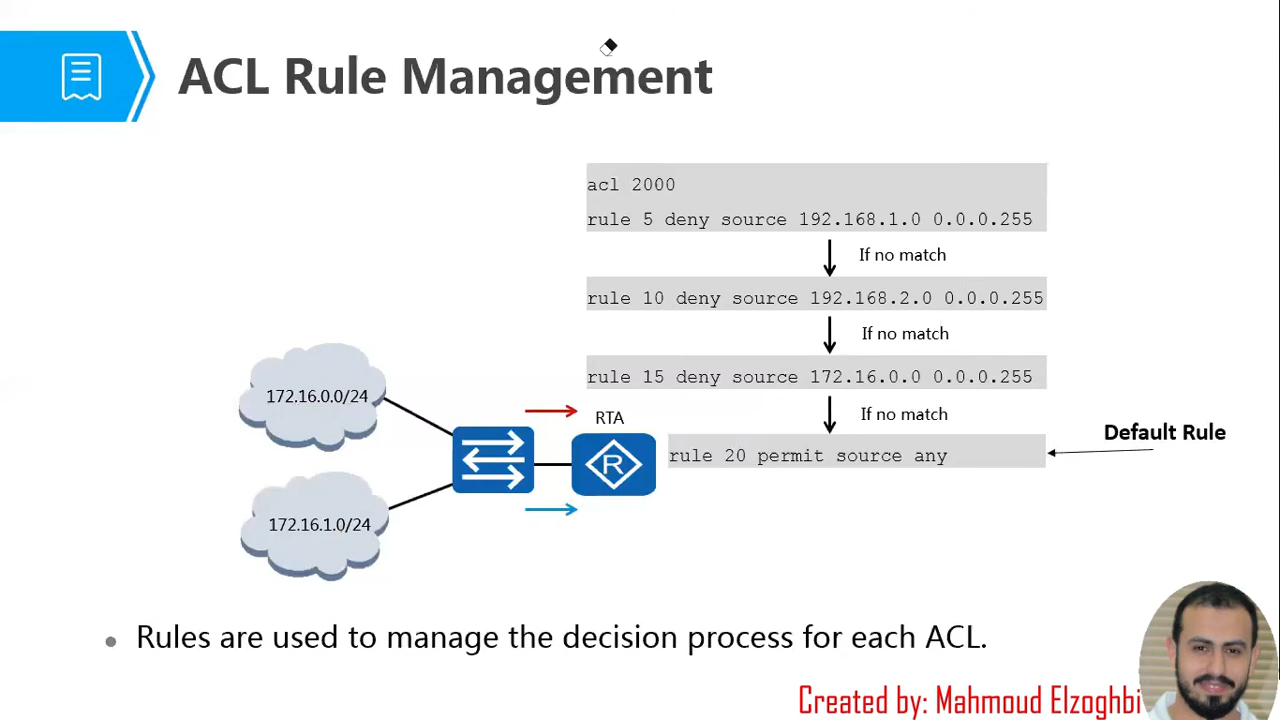 ACL Rule Management
acl 2000
rule 5 deny source 192.168.1.0 0.0.0.255
If no match
rule 10 deny source 192.168.2.0 0.0.0.255
If no match
rule 15 deny source 172.16.0.0 0.0.0.255
If no match
rule 20 permit source any
Default Rule
172.16.0.0/24
RTA
R
172.16.1.0/24
Rules are used to manage the decision process for each ACL.
Created by: Mahmoud Elzoghbi